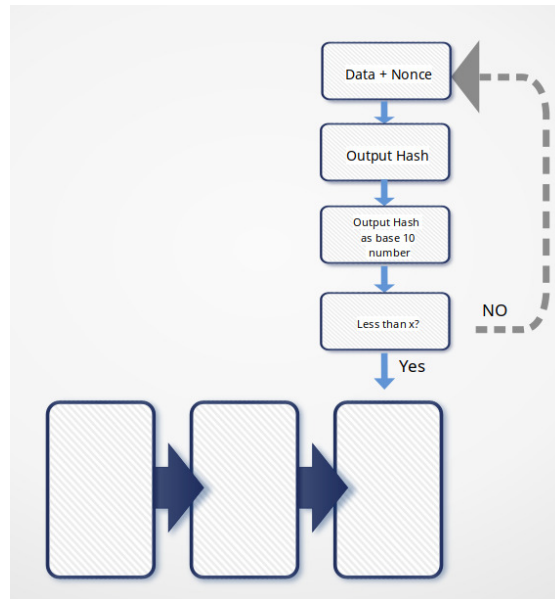 Data + Nonce
Output Hash
Output Hash
as base 10
number
Less than x?
NO
Yes